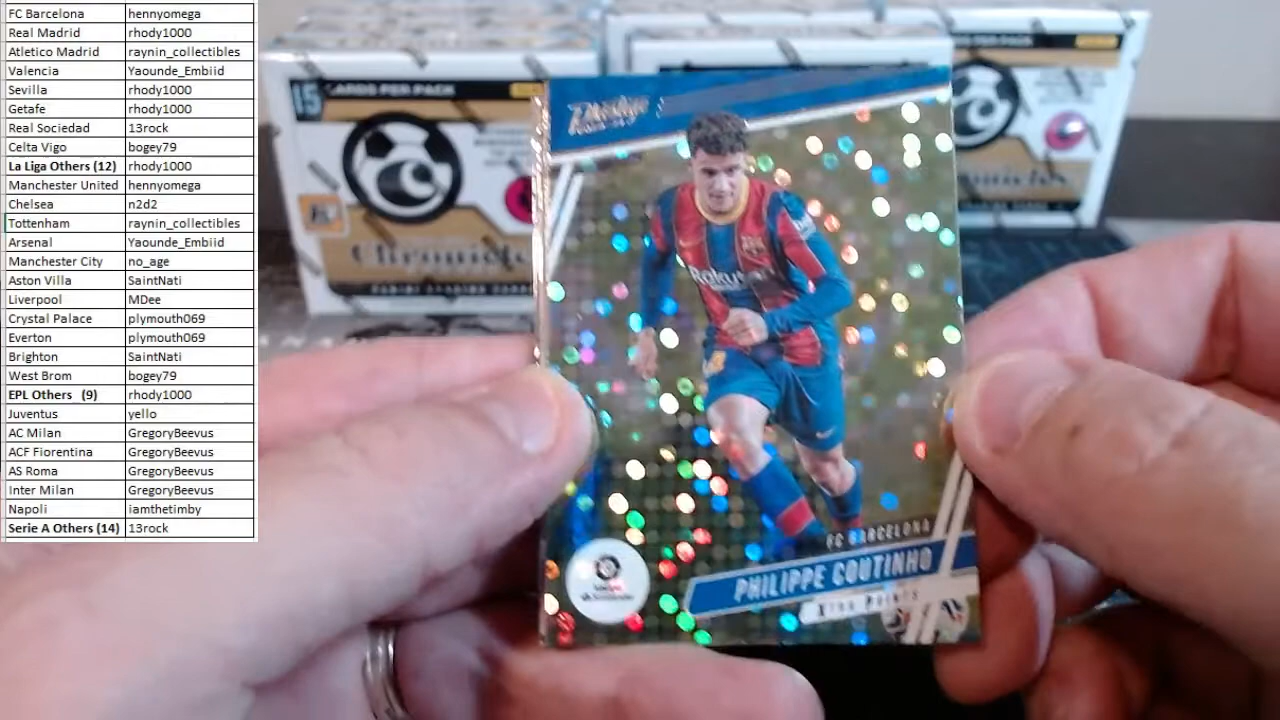 FC Barcelona hennyomega
Real Madrid rhody1000
Atletico Madrid raynin_collectibles
Valencia Yaounde_Embiid
Sevilla rhody1000
Getafe rhody1000
Real Sociedad 13rock
Celta Vigo bogey79
La Liga Others (12) rhody1000
Manchester United hennyomega
Chelsea n2d2
Tottenham raynin_collectibles
Arsenal Yaounde_Embiid
Manchester City no_age
Aston Villa SaintNati
Liverpool MDee
Crystal Palace plymouth069
Everton plymouth069
Brighton SaintNati
West Brom bogey79
EPL Others (9) rhody1000
Juventus yello
AC Milan GregoryBeevus
ACF Fiorentina GregoryBeevus
AS Roma GregoryBeevus
Inter Milan GregoryBeevus
Napoli iamthetimby
Serie A Others (14) 13rock
15 CARDS PER PACK
Chronicles
Prestige
Rakuten
FC BARCELONA
PHILIPPE COUTINHO
XTRA POINTS